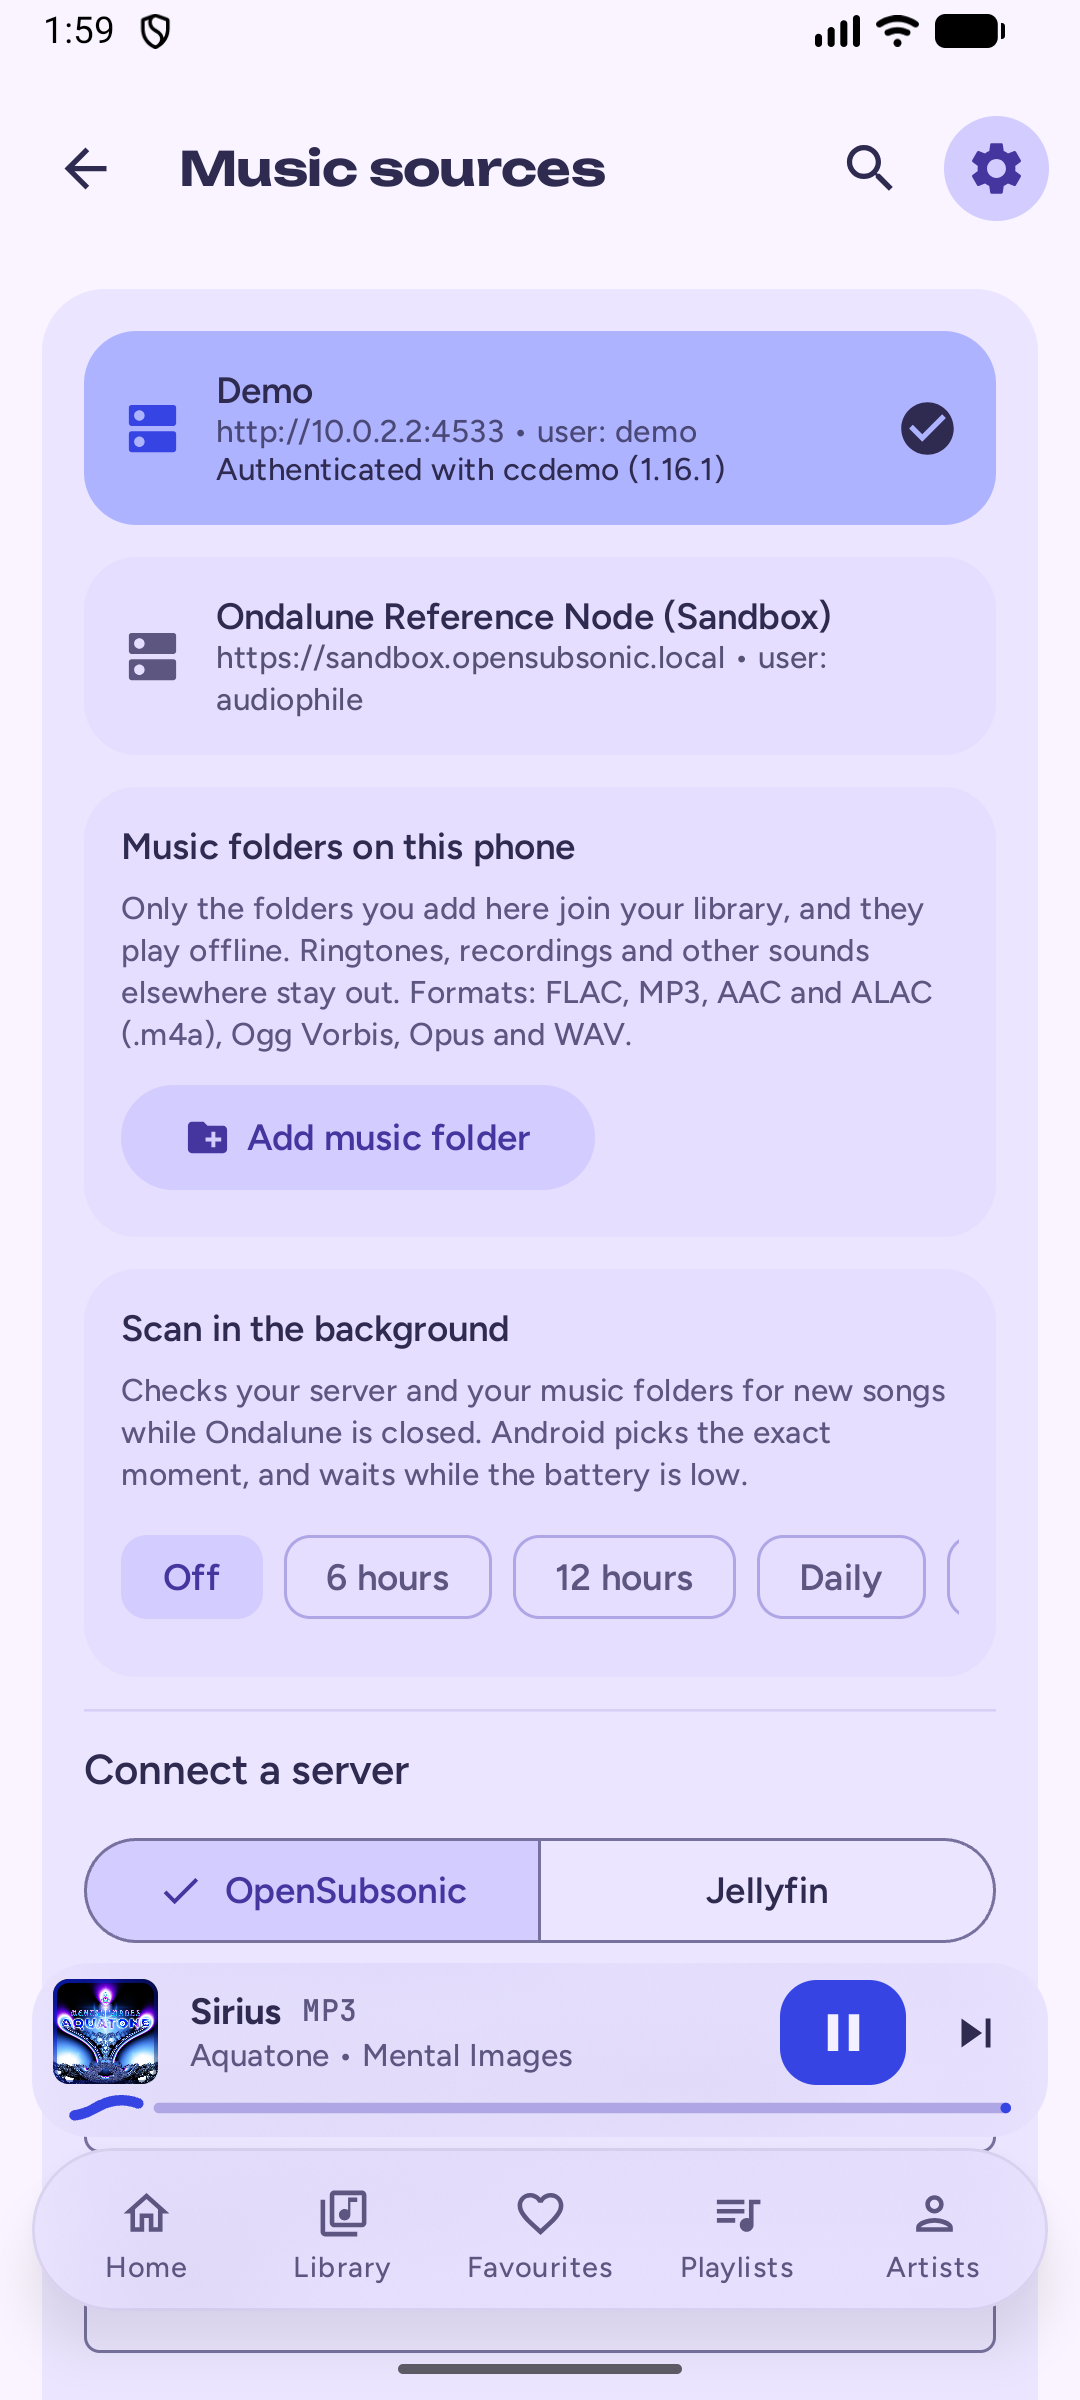 1:59
Music sources
Demo
http://10.0.2.2:4533 • user: demo
Authenticated with ccdemo (1.16.1)
Ondalune Reference Node (Sandbox)
https://sandbox.opensubsonic.local • user:
audiophile
Music folders on this phone
Only the folders you add here join your library, and they
play offline. Ringtones, recordings and other sounds
elsewhere stay out. Formats: FLAC, MP3, AAC and ALAC
(.m4a), Ogg Vorbis, Opus and WAV.
Add music folder
Scan in the background
Checks your server and your music folders for new songs
while Ondalune is closed. Android picks the exact
moment, and waits while the battery is low.
Off 6 hours 12 hours Daily
Connect a server
OpenSubsonic Jellyfin
MENTAL IMAGES
AQUATONE
Sirius MP3
Aquatone • Mental Images
Home Library Favourites Playlists Artists